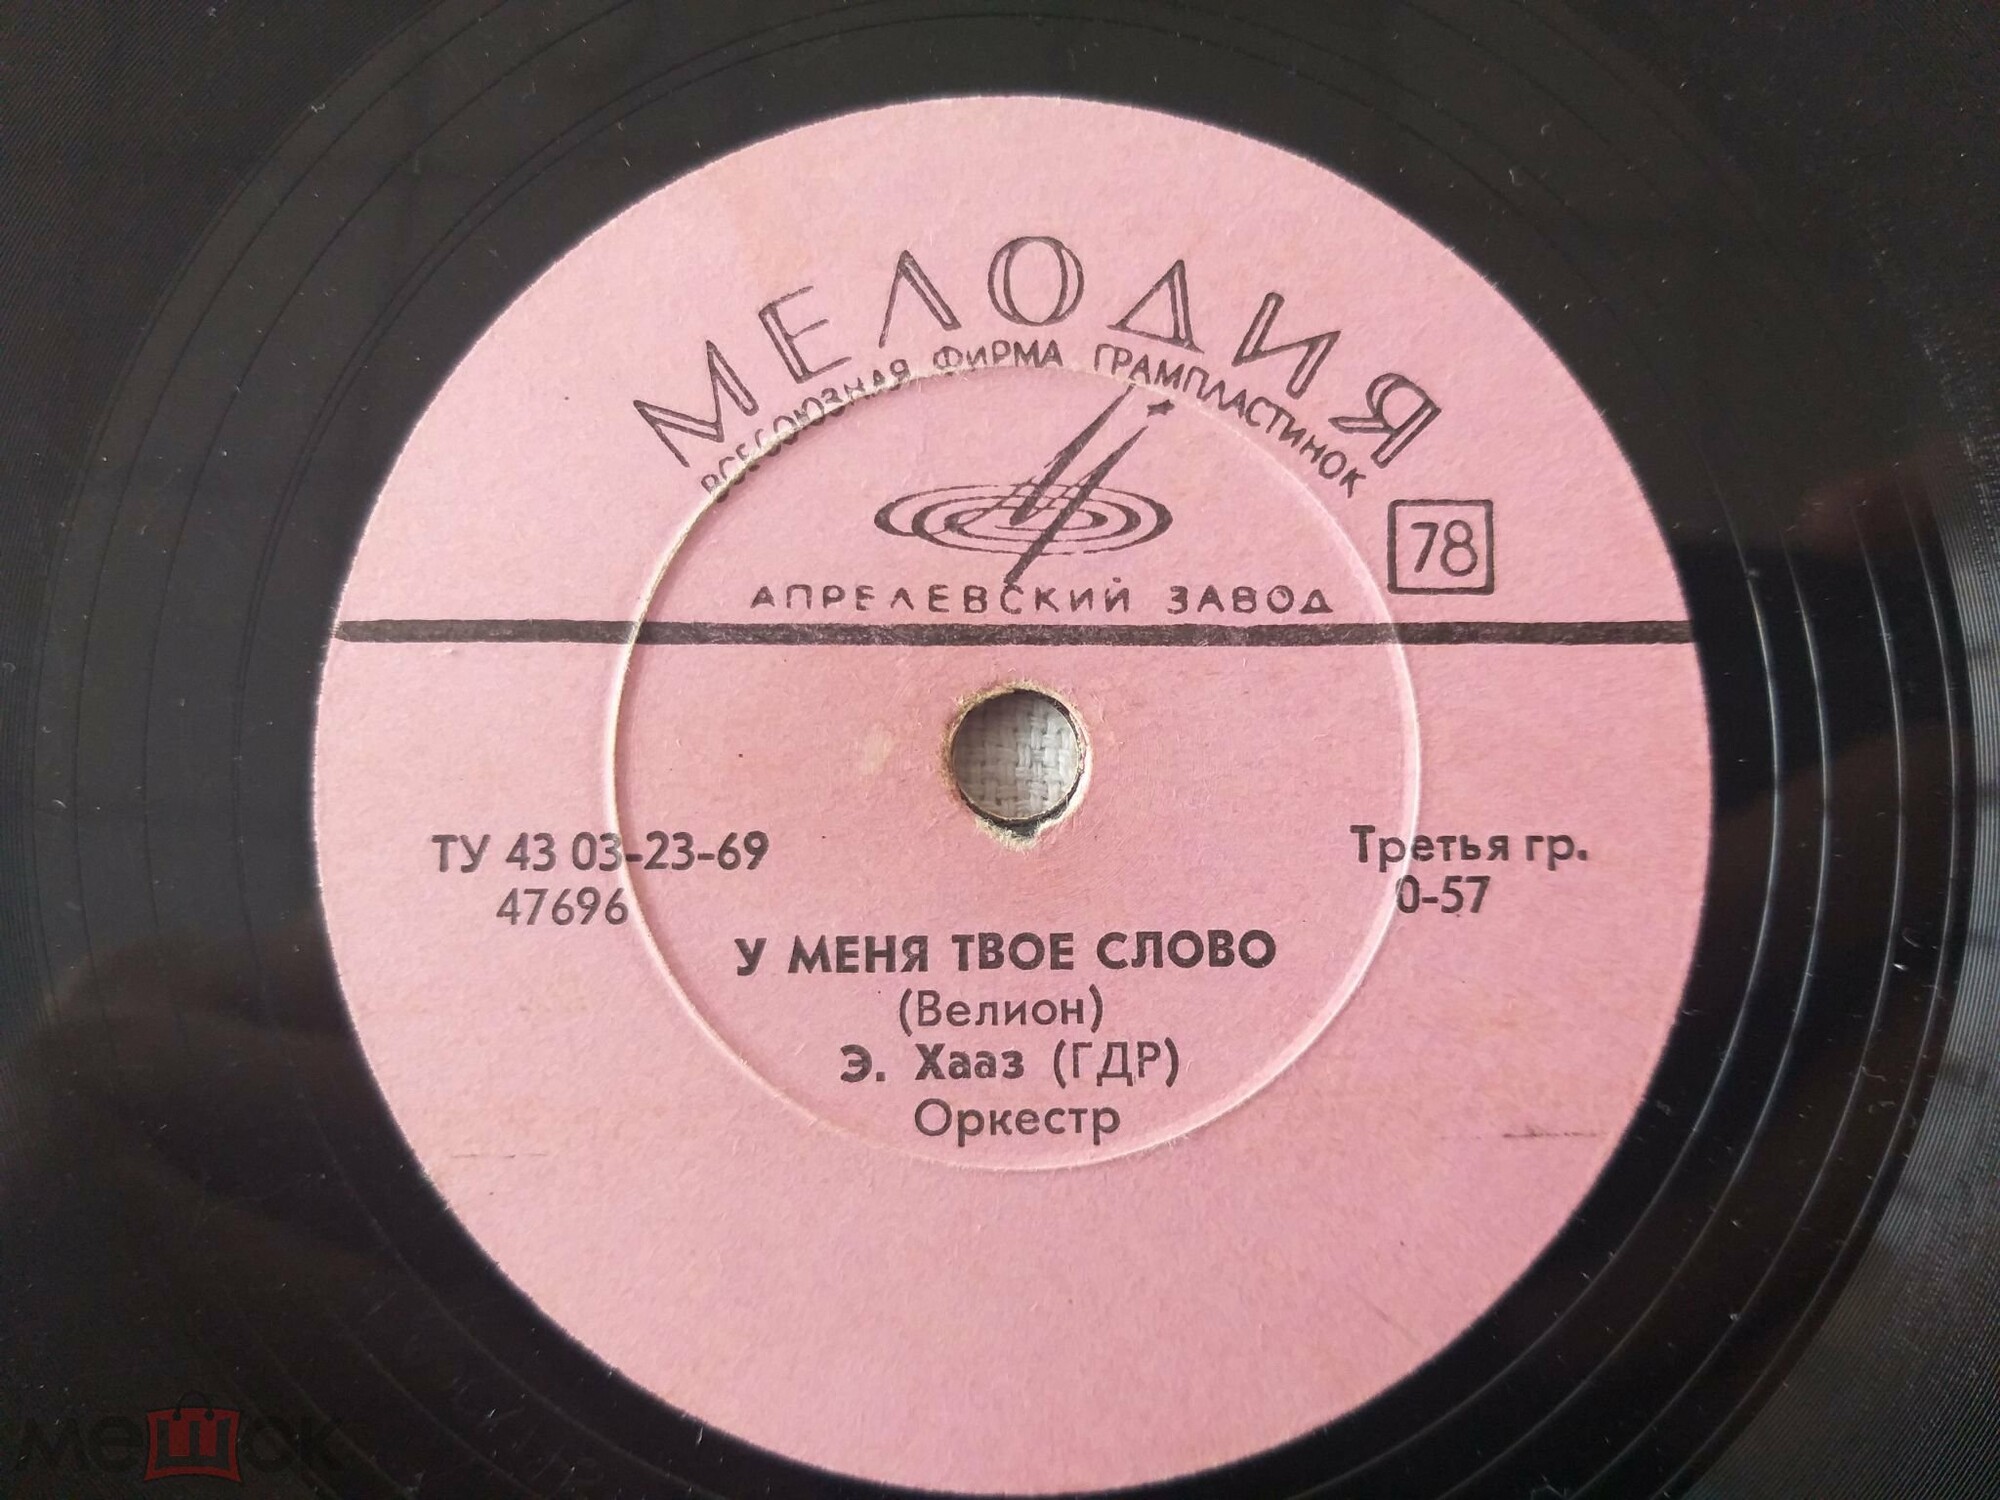 МЕЛОДИЯ
ВСЕСОЮЗНАЯ ФИРМА ГРАМПЛАСТИНОК
78
АПРЕЛЕВСКИЙ ЗАВОД
ТУ 43 03-23-69
Третья гр.
47696
0-57
У МЕНЯ ТВОЕ СЛОВО
(Велион)
Э. Хааз (ГДР)
Оркестр
мешок